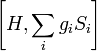 [H, ∑_i g_i S_i]